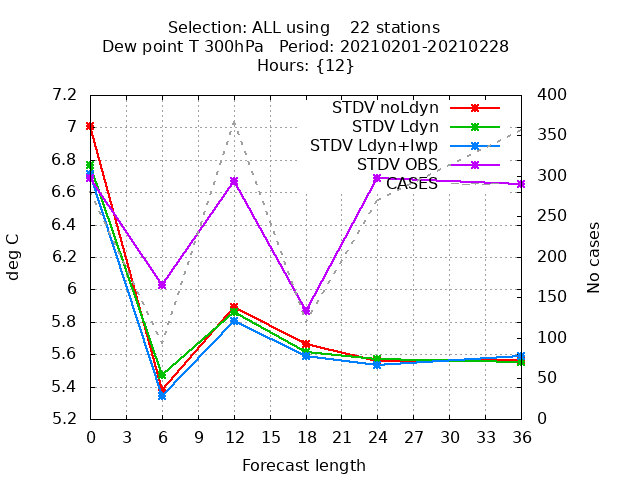 Selection: ALL using    22 stations
Dew point T 300hPa   Period: 20210201-20210228
Hours: {12}
7.2
7
6.8
6.6
6.4
6.2
6
5.8
5.6
5.4
5.2
deg C
STDV noLdyn
STDV Ldyn
STDV Ldyn+lwp
STDV OBS
CASES
400
350
300
250
200
150
100
50
0
No cases
0 3 6 9 12 15 18 21 24 27 30 33 36
Forecast length